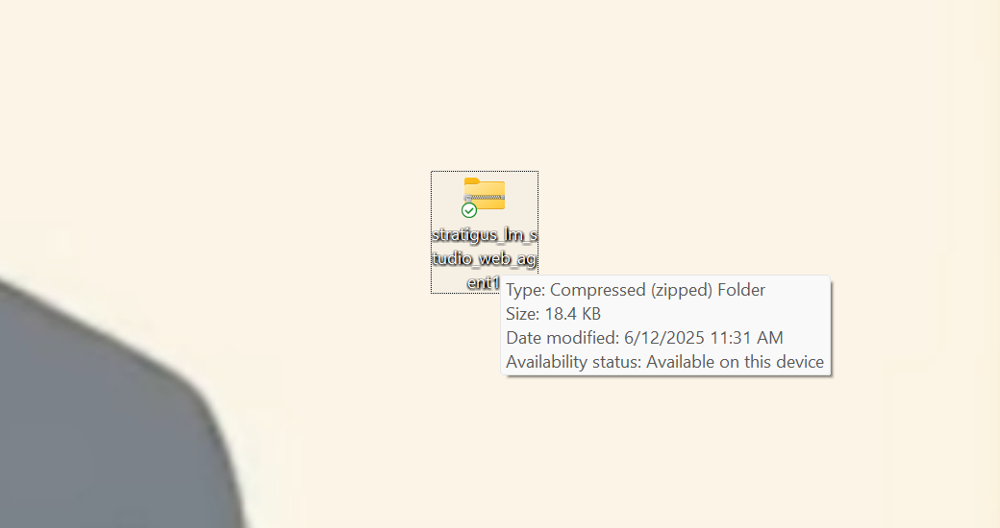 stratigus_lm_s
tudio_web_ag
ent1
Type: Compressed (zipped) Folder
Size: 18.4 KB
Date modified: 6/12/2025 11:31 AM
Availability status: Available on this device